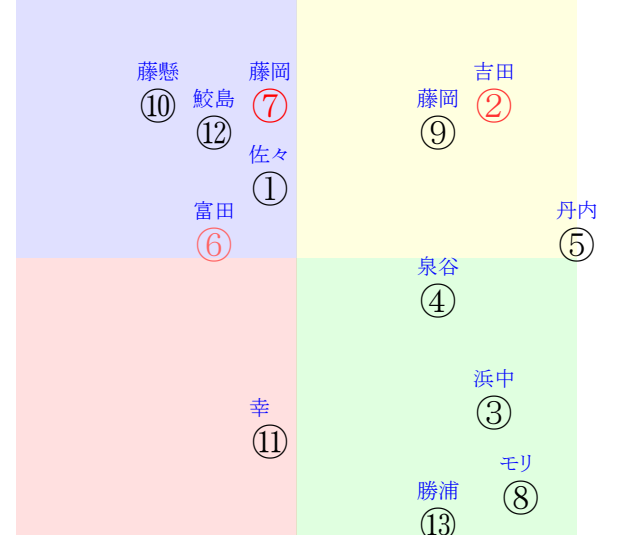 藤懸
⑩
鮫島
⑫
藤岡
⑦
佐々
①
富田
⑥
藤岡
⑨
吉田
②
丹内
⑤
泉谷
④
浜中
③
モリ
⑧
勝浦
⑬
幸
⑪